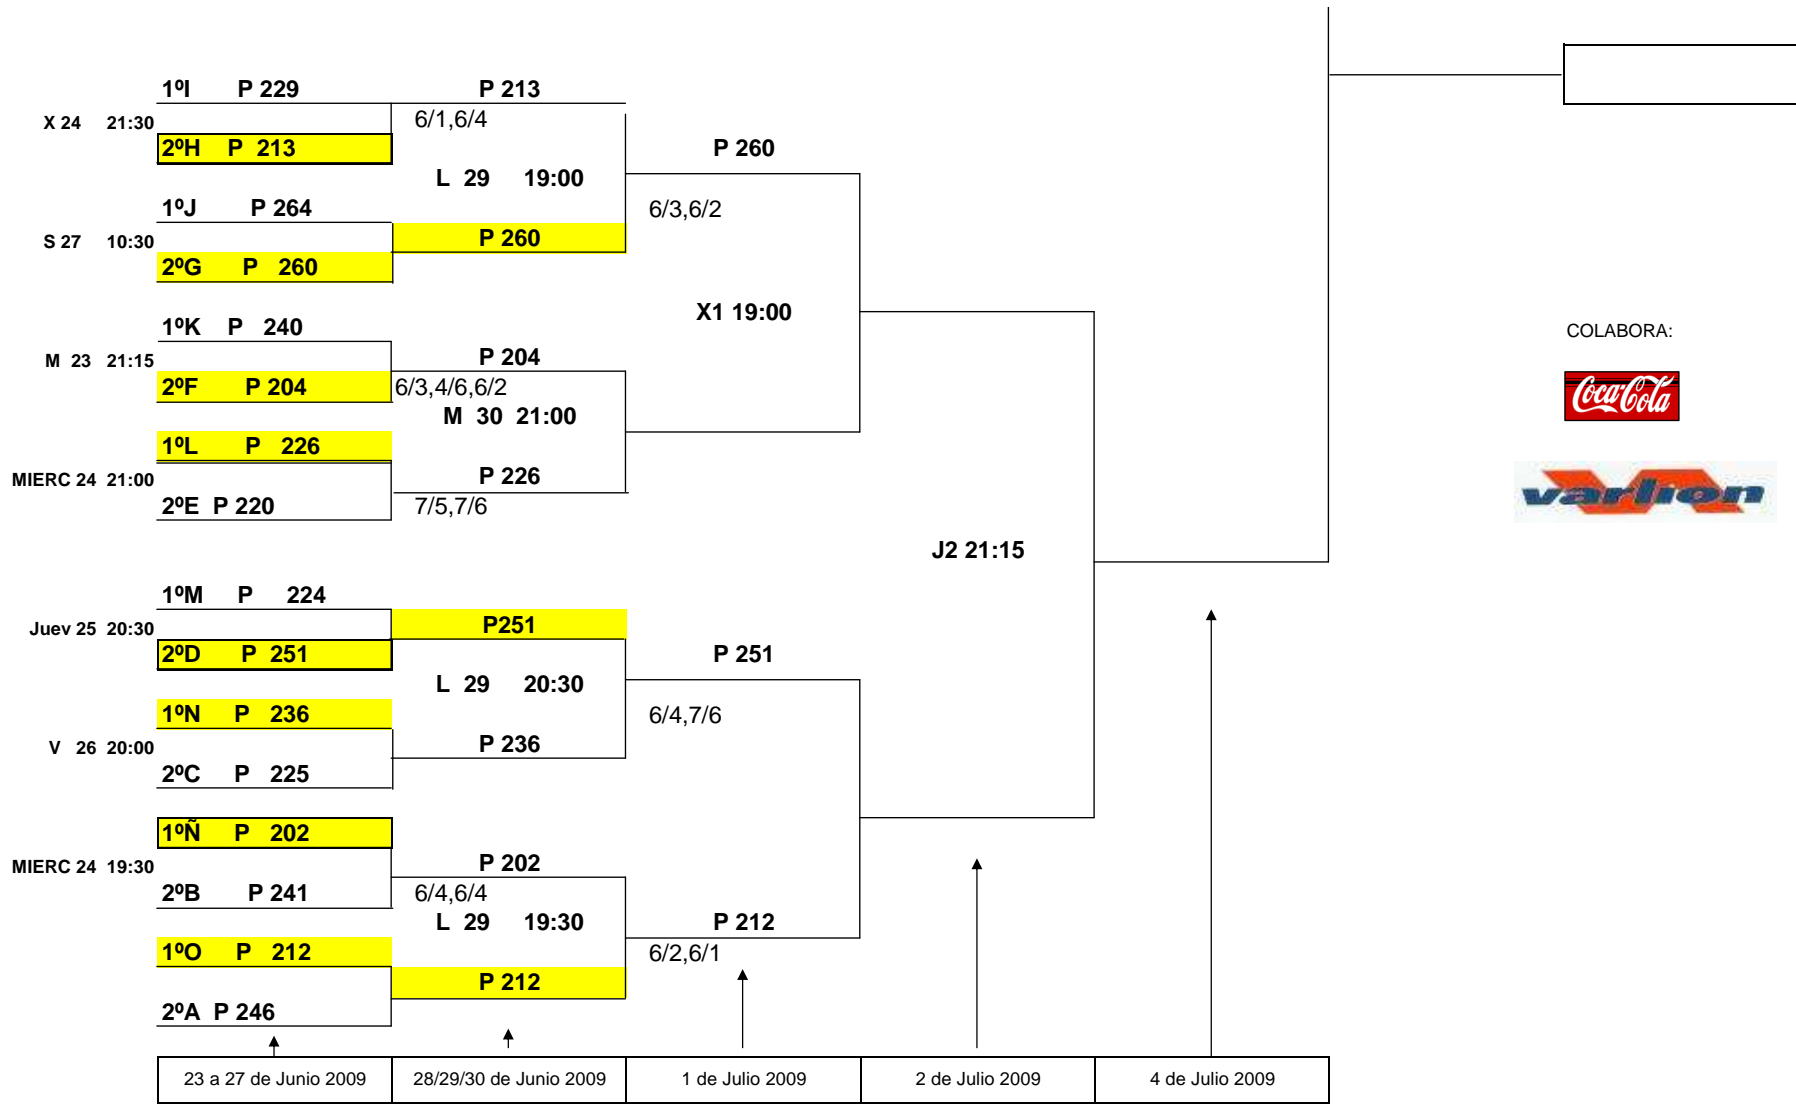 1ºI P 229
P 213
X 24 21:30
6/1,6/4
2ºH P 213
P 260
L 29 19:00
1ºJ P 264
6/3,6/2
S 27 10:30
P 260
2ºG P 260
X1 19:00
1ºK P 240
COLABORA:
M 23 21:15
P 204
2ºF P 204
6/3,4/6,6/2
Coca-Cola
M 30 21:00
1ºL P 226
MIERC 24 21:00
P 226
varlion
2ºE P 220
7/5,7/6
J2 21:15
1ºM P 224
Juev 25 20:30
P251
2ºD P 251
P 251
L 29 20:30
1ºN P 236
6/4,7/6
V 26 20:00
P 236
2ºC P 225
1ºÑ P 202
MIERC 24 19:30
P 202
2ºB P 241
6/4,6/4
L 29 19:30
P 212
1ºO P 212
6/2,6/1
P 212
2ºA P 246
23 a 27 de Junio 2009
28/29/30 de Junio 2009
1 de Julio 2009
2 de Julio 2009
4 de Julio 2009